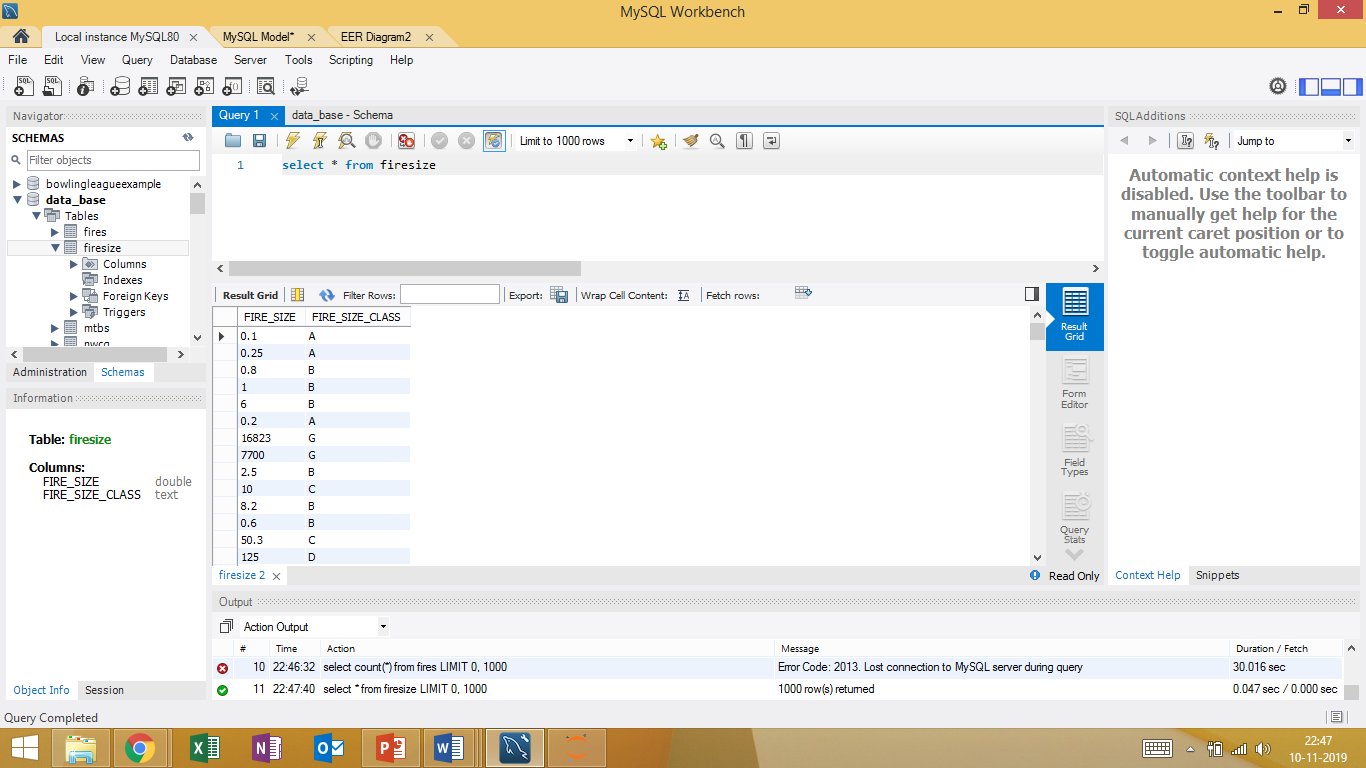 MySQL Workbench
Local instance MySQL80 MySQL Model* EER Diagram2
File Edit View Query Database Server Tools Scripting Help
Navigator
SCHEMAS
Filter objects
bowlingleagueexample
data_base
Tables
fires
firesize
Columns
Indexes
Foreign Keys
Triggers
mtbs
nwcg
Administration Schemas
Information
Table: firesize
Columns:
FIRE_SIZE double
FIRE_SIZE_CLASS text
Object Info Session
Query 1 data_base - Schema
Limit to 1000 rows
1 select * from firesize
Result Grid Filter Rows: Export: Wrap Cell Content: IA Fetch rows:
FIRE_SIZE FIRE_SIZE_CLASS
0.1 A
0.25 A
0.8 B
1 B
6 B
0.2 A
16823 G
7700 G
2.5 B
10 C
8.2 B
0.6 B
50.3 C
125 D
Result
Grid
Form
Editor
Field
Types
Query
Stats
firesize 2 Read Only
SQLAdditions
Jump to
Automatic context help is
disabled. Use the toolbar to
manually get help for the
current caret position or to
toggle automatic help.
Context Help Snippets
Output
Action Output
# Time Action Message Duration / Fetch
10 22:46:32 select count(*) from fires LIMIT 0, 1000 Error Code: 2013. Lost connection to MySQL server during query 30.016 sec
11 22:47:40 select * from firesize LIMIT 0, 1000 1000 row(s) returned 0.047 sec / 0.000 sec
Query Completed
22:47
10-11-2019